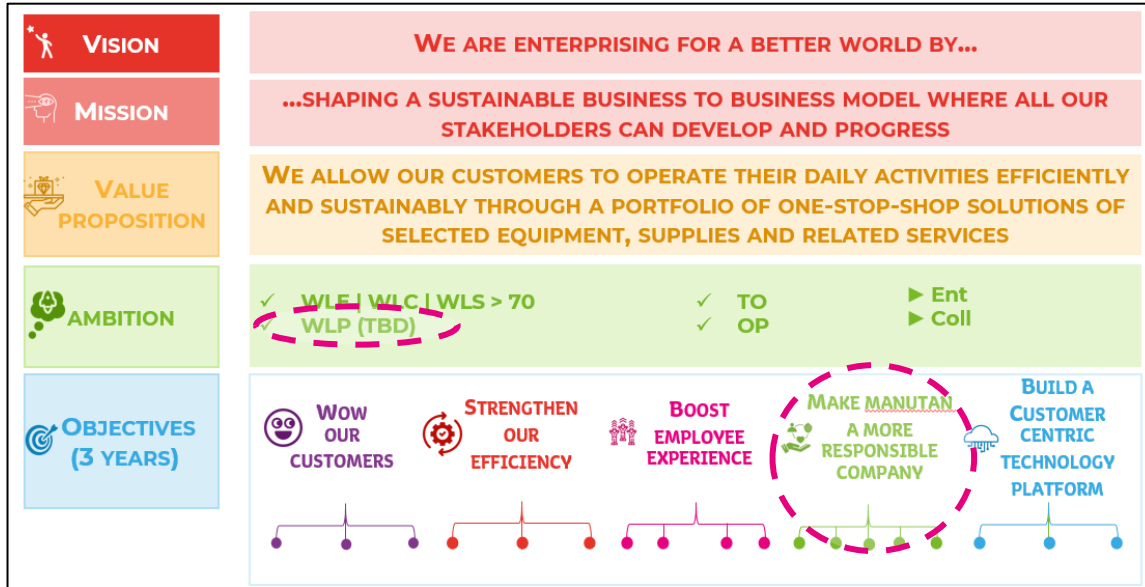 VISION
WE ARE ENTERPRISING FOR A BETTER WORLD BY…
MISSION
…SHAPING A SUSTAINABLE BUSINESS TO BUSINESS MODEL WHERE ALL OUR
STAKEHOLDERS CAN DEVELOP AND PROGRESS
VALUE
PROPOSITION
WE ALLOW OUR CUSTOMERS TO OPERATE THEIR DAILY ACTIVITIES EFFICIENTLY
AND SUSTAINABLY THROUGH A PORTFOLIO OF ONE-STOP-SHOP SOLUTIONS OF
SELECTED EQUIPMENT, SUPPLIES AND RELATED SERVICES
AMBITION
✓ WLE | WLC | WLS > 70
✓ WLP (TBD)
✓ TO
✓ OP
► Ent
► Coll
OBJECTIVES
(3 YEARS)
WOW
OUR
CUSTOMERS
STRENGTHEN
OUR
EFFICIENCY
BOOST
EMPLOYEE
EXPERIENCE
MAKE MANUTAN
A MORE
RESPONSIBLE
COMPANY
BUILD A
CUSTOMER
CENTRIC
TECHNOLOGY
PLATFORM